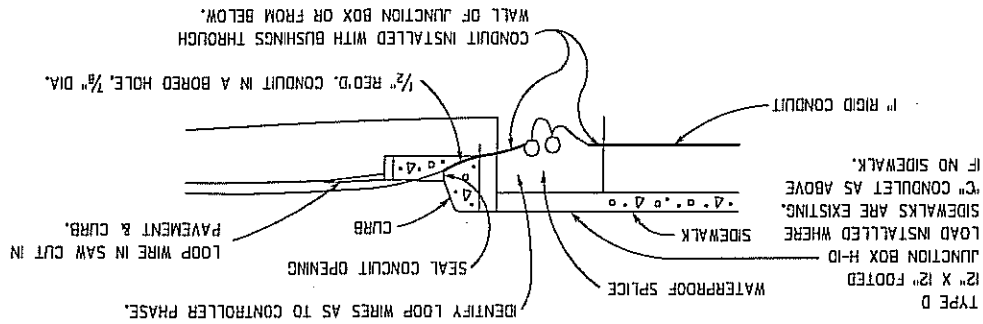 IDENTIFY LOOP WIRES AS TO CONTROLLER PHASE.
WATERPROOF SPLICE
TYPE D
12" X 12" FOOTED
JUNCTION BOX H-10
LOAD INSTALLED WHERE
SIDEWALKS ARE EXISTING.
"C" CONDULET AS ABOVE
IF NO SIDEWALK.
SEAL CONCUIT OPENING
LOOP WIRE IN SAW CUT IN
PAVEMENT & CURB.
CURB
SIDEWALK
1" RIGID CONDUIT
1/2" REQ'D. CONDUIT IN A BORED HOLE, 7/8" DIA.
CONDUIT INSTALLED WITH BUSHINGS THROUGH
WALL OF JUNCTION BOX OR FROM BELOW.